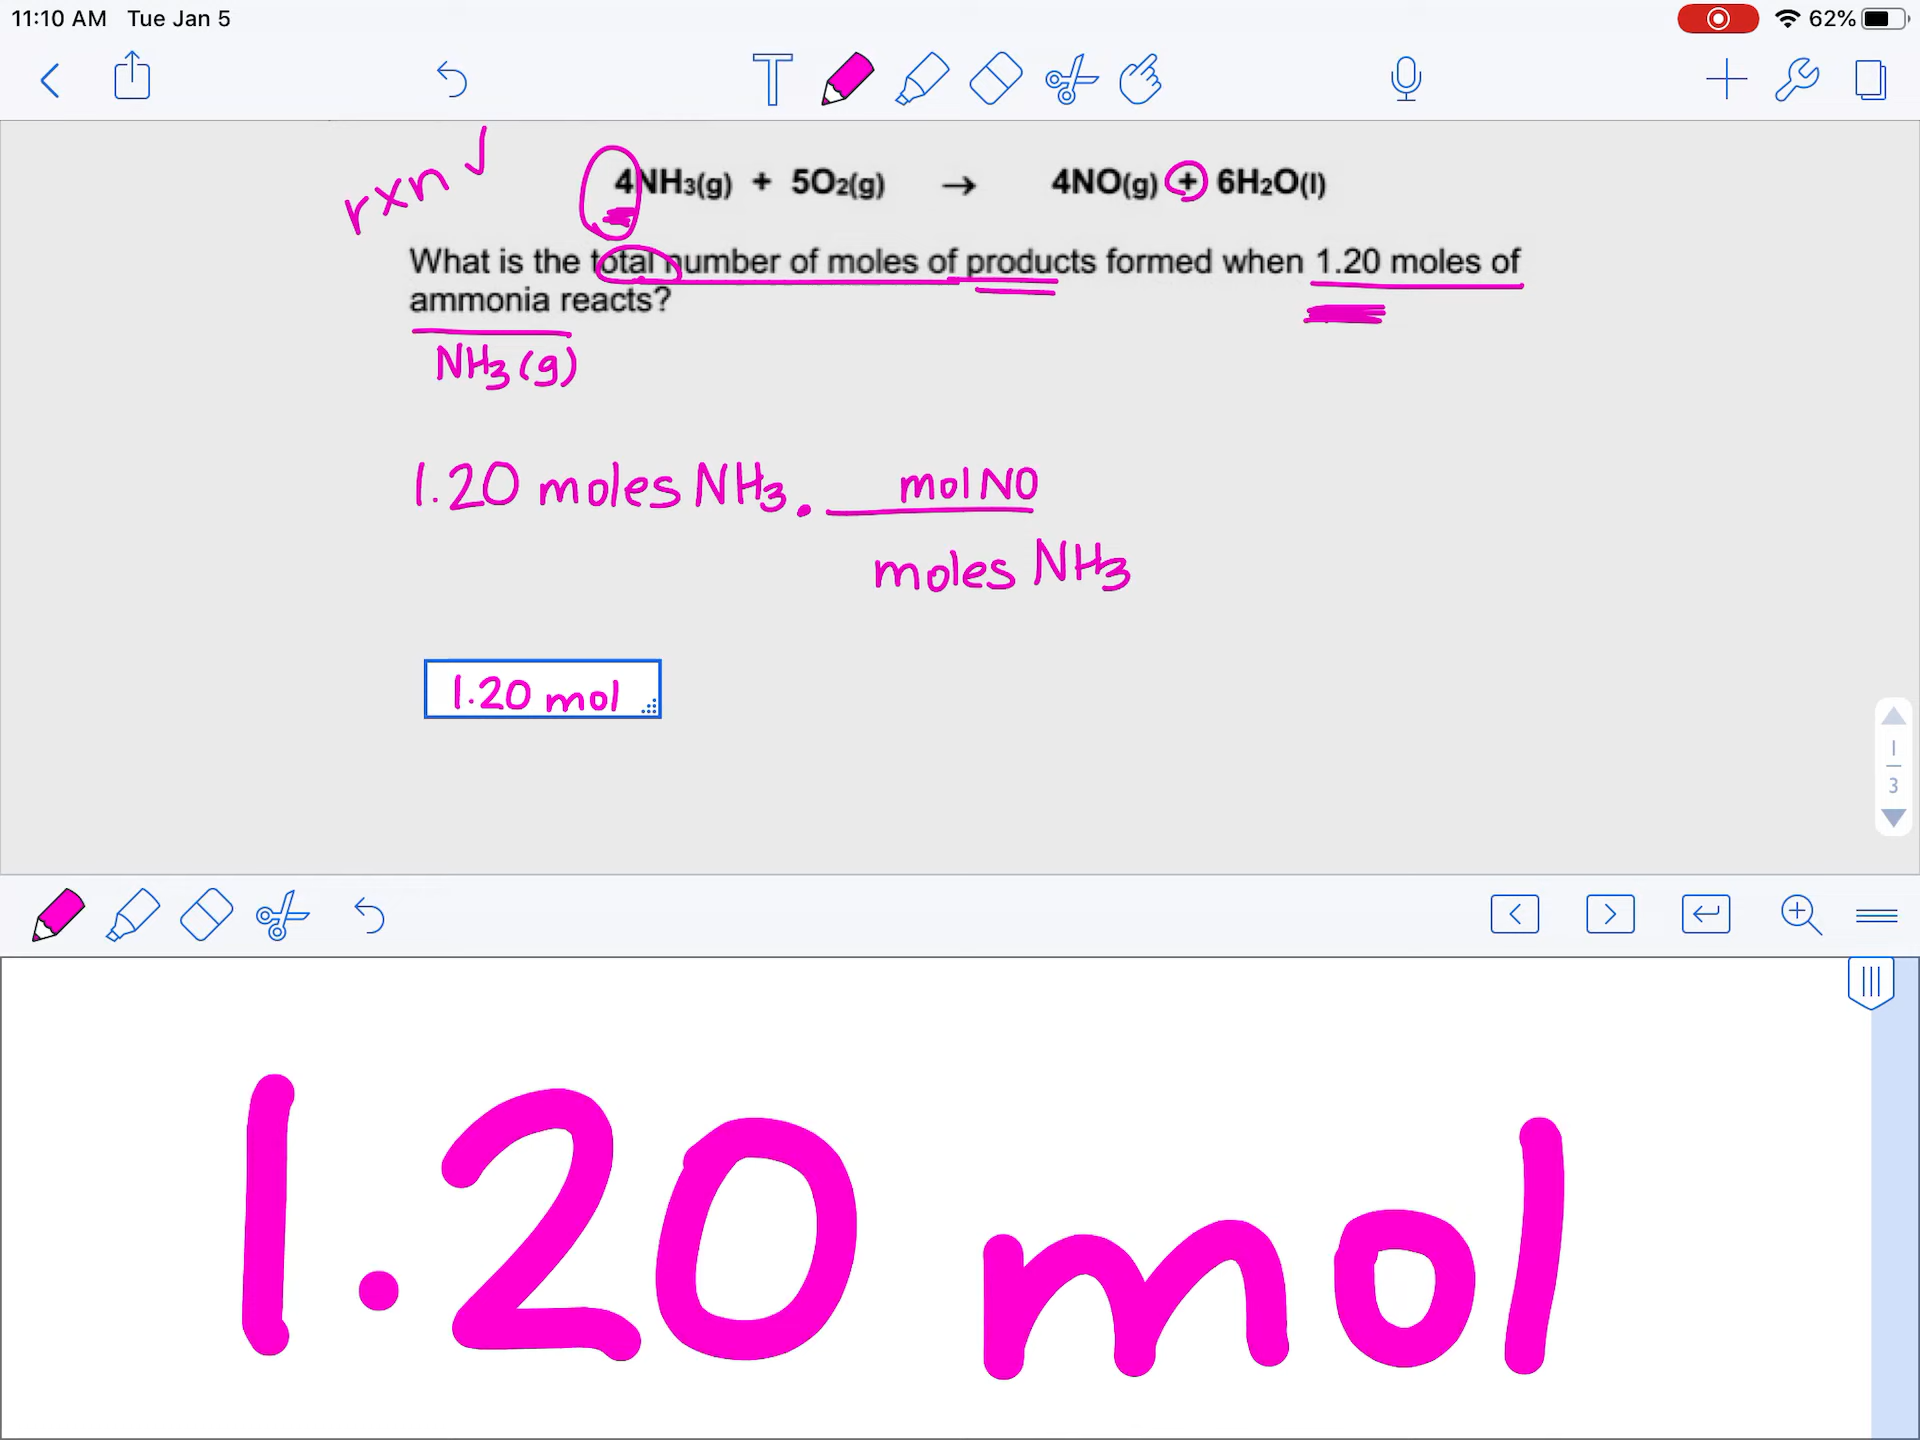 11:10 AM Tue Jan 5
62%
T
rxn ✓
4NH₃(g) + 5O₂(g) → 4NO(g) + 6H₂O(l)
What is the total number of moles of products formed when 1.20 moles of
ammonia reacts?
NH₃(g)
1.20 moles NH₃ . mol NO
moles NH₃
1.20 mol
1
3
1.20 mol